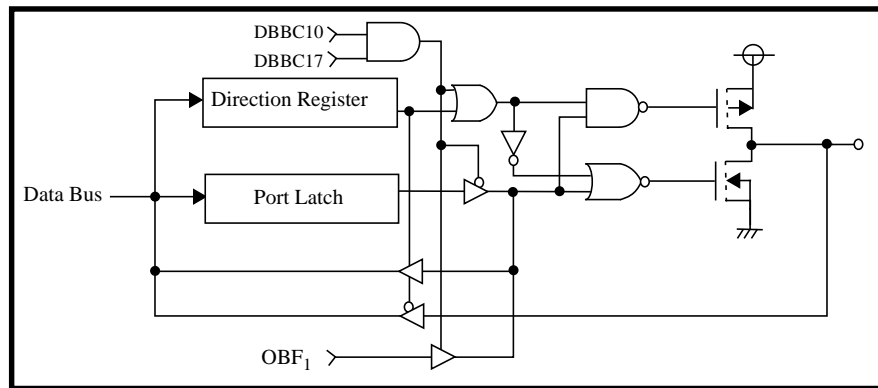 DBBC10
DBBC17
Direction Register
Data Bus
Port Latch
OBF1